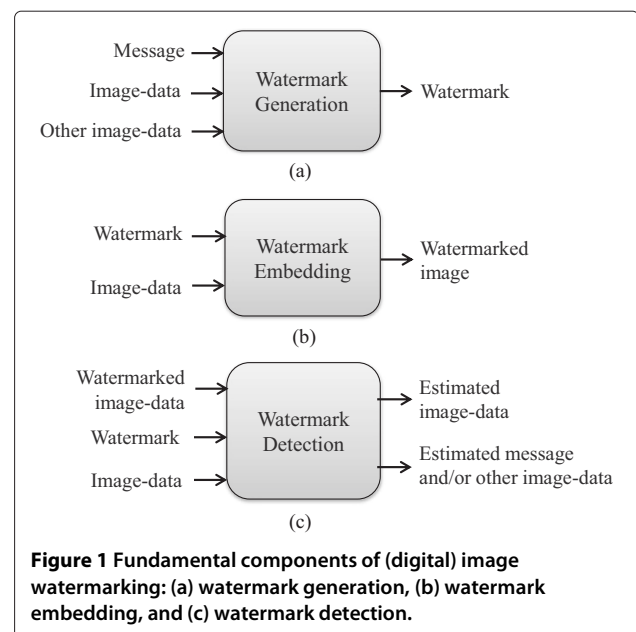 Message
Image-data
Other image-data
Watermark
Generation
Watermark
(a)
Watermark
Image-data
Watermark
Embedding
Watermarked
image
(b)
Watermarked
image-data
Watermark
Image-data
Watermark
Detection
Estimated
image-data
Estimated message
and/or other image-data
(c)
Figure 1 Fundamental components of (digital) image
watermarking: (a) watermark generation, (b) watermark
embedding, and (c) watermark detection.